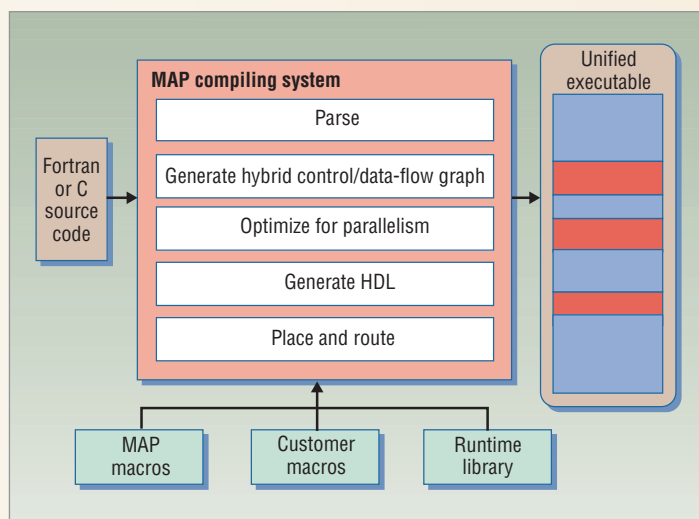 Fortran
or C
source
code
MAP compiling system
Parse
Generate hybrid control/data-flow graph
Optimize for parallelism
Generate HDL
Place and route
Unified
executable
MAP
macros
Customer
macros
Runtime
library